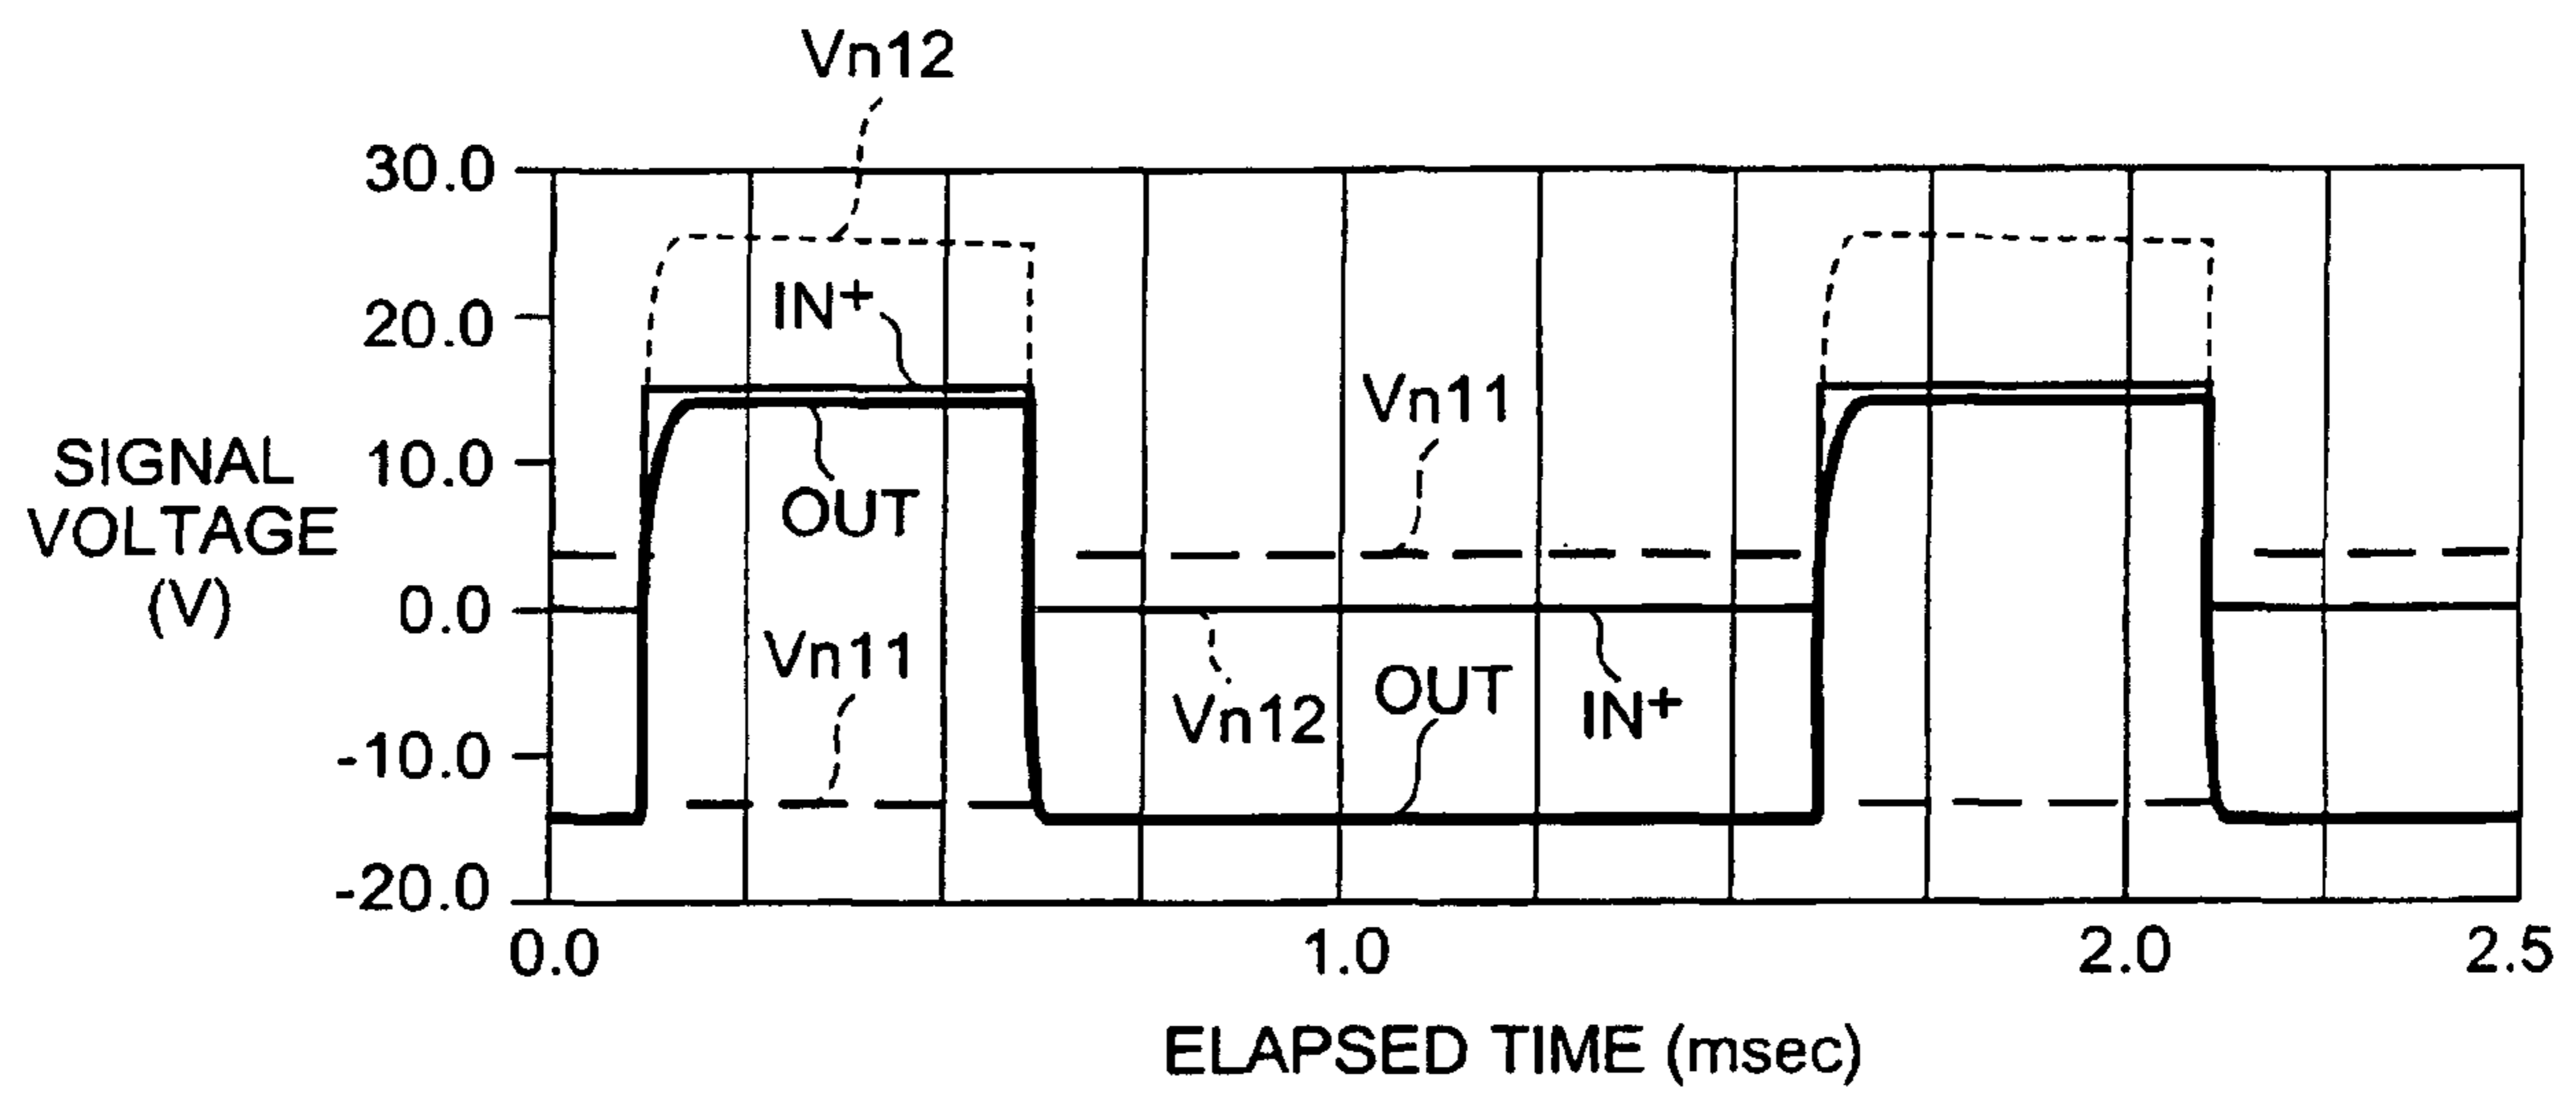 Vn12
30.0
20.0
10.0
0.0
-10.0
-20.0
SIGNAL
VOLTAGE
(V)
IN+
OUT
Vn11
Vn11
Vn12
OUT
IN+
0.0
1.0
2.0
2.5
ELAPSED TIME (msec)